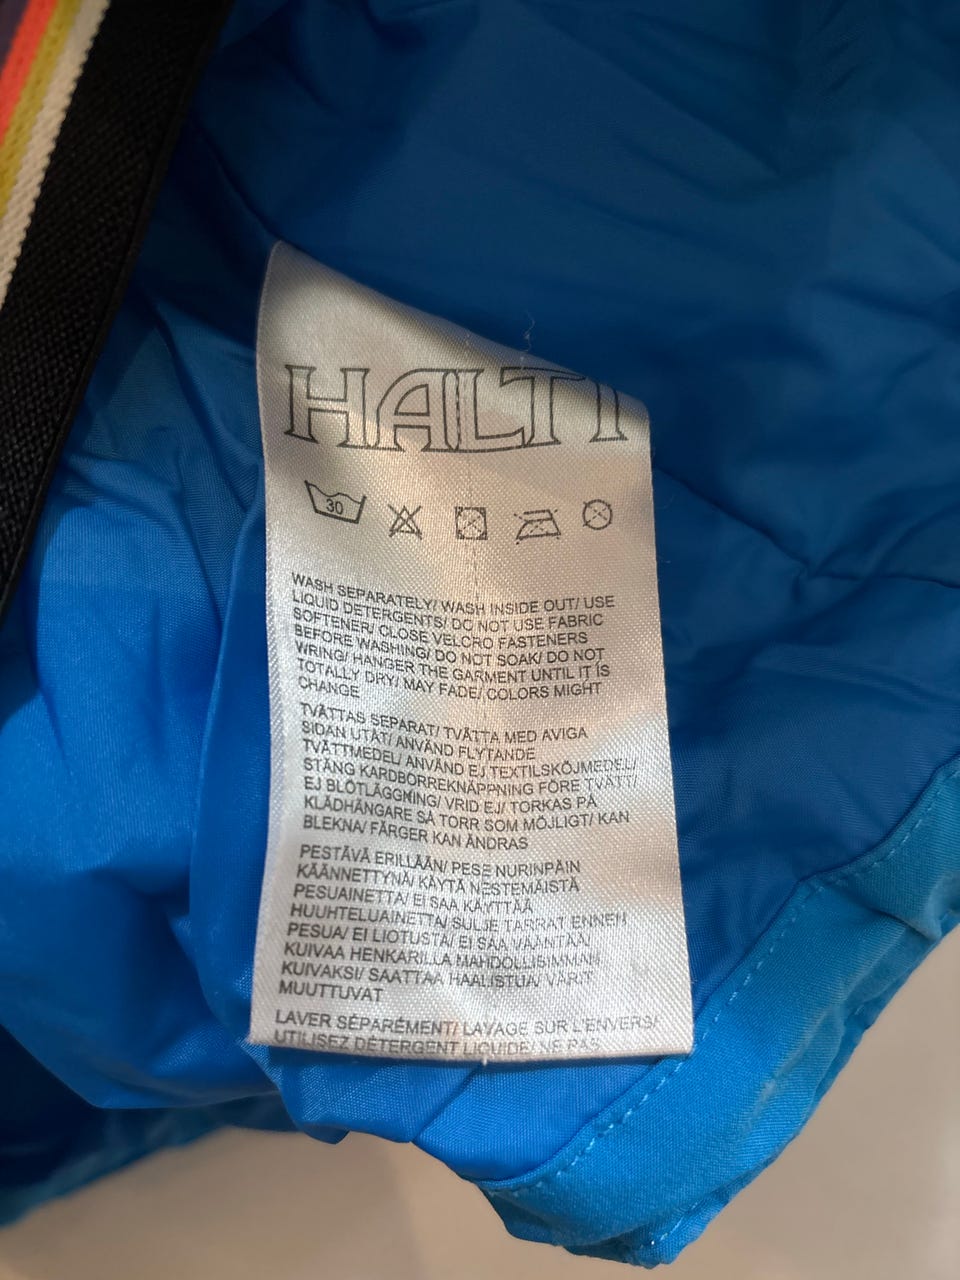 HALTI
30
WASH SEPARATELY/ WASH INSIDE OUT/ USE
LIQUID DETERGENTS/ DO NOT USE FABRIC
SOFTENER/ CLOSE VELCRO FASTENERS
BEFORE WASHING/ DO NOT SOAK/ DO NOT
WRING/ HANGER THE GARMENT UNTIL IT IS
TOTALLY DRY/ MAY FADE/ COLORS MIGHT
CHANGE
TVÄTTAS SEPARAT/ TVÄTTA MED AVIGA
SIDAN UTÅT/ ANVÄND FLYTANDE
TVÄTTMEDEL/ ANVÄND EJ TEXTILSKÖJMEDEL/
STÄNG KARDBORREKNÄPPNING FÖRE TVÄTT/
EJ BLÖTLÄGGNING/ VRID EJ/ TORKAS PÅ
KLÄDHÄNGARE SÅ TORR SOM MÖJLIGT/ KAN
BLEKNA/ FÄRGER KAN ÄNDRAS
PESTÄVÄ ERILLÄÄN/ PESE NURINPÄIN
KÄÄNNETTYNÄ/ KÄYTÄ NESTEMÄISTÄ
PESUAINETTA/ EI SAA KÄYTTÄÄ
HUUHTELUAINETTA/ SULJE TARRAT ENNEN
PESUA/ EI LIOTUSTA/ EI SAA VÄÄNTÄÄ/
KUIVAA HENKARILLA MAHDOLLISIMMAN
KUIVAKSI/ SAATTAA HAALISTUA/ VÄRIT
MUUTTUVAT
LAVER SÉPARÉMENT/ LAVAGE SUR L'ENVERS/
UTILISEZ DÉTERGENT LIQUIDE/ NE PAS